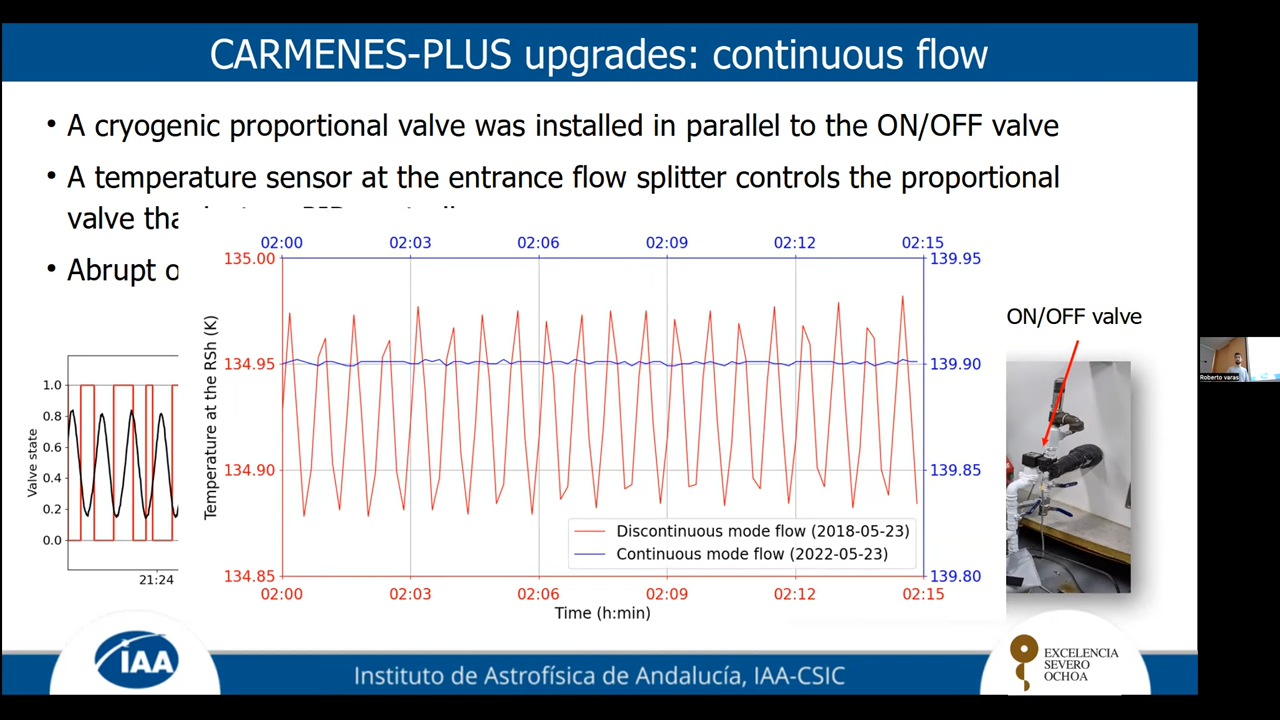 CARMENES-PLUS upgrades: continuous flow
• A cryogenic proportional valve was installed in parallel to the ON/OFF valve
• A temperature sensor at the entrance flow splitter controls the proportional
valve tha
• Abrupt o
02:00 02:03 02:06 02:09 02:12 02:15
135.00
134.95
134.90
134.85
139.95
139.90
139.85
139.80
Temperature at the RSh (K)
Discontinuous mode flow (2018-05-23)
Continuous mode flow (2022-05-23)
02:00 02:03 02:06 02:09 02:12 02:15
Time (h:min)
ON/OFF valve
1.0
0.8
0.6
0.4
0.2
0.0
Valve state
21:24
Roberto varas
IAA
Instituto de Astrofísica de Andalucía, IAA-CSIC
EXCELENCIA
SEVERO
OCHOA